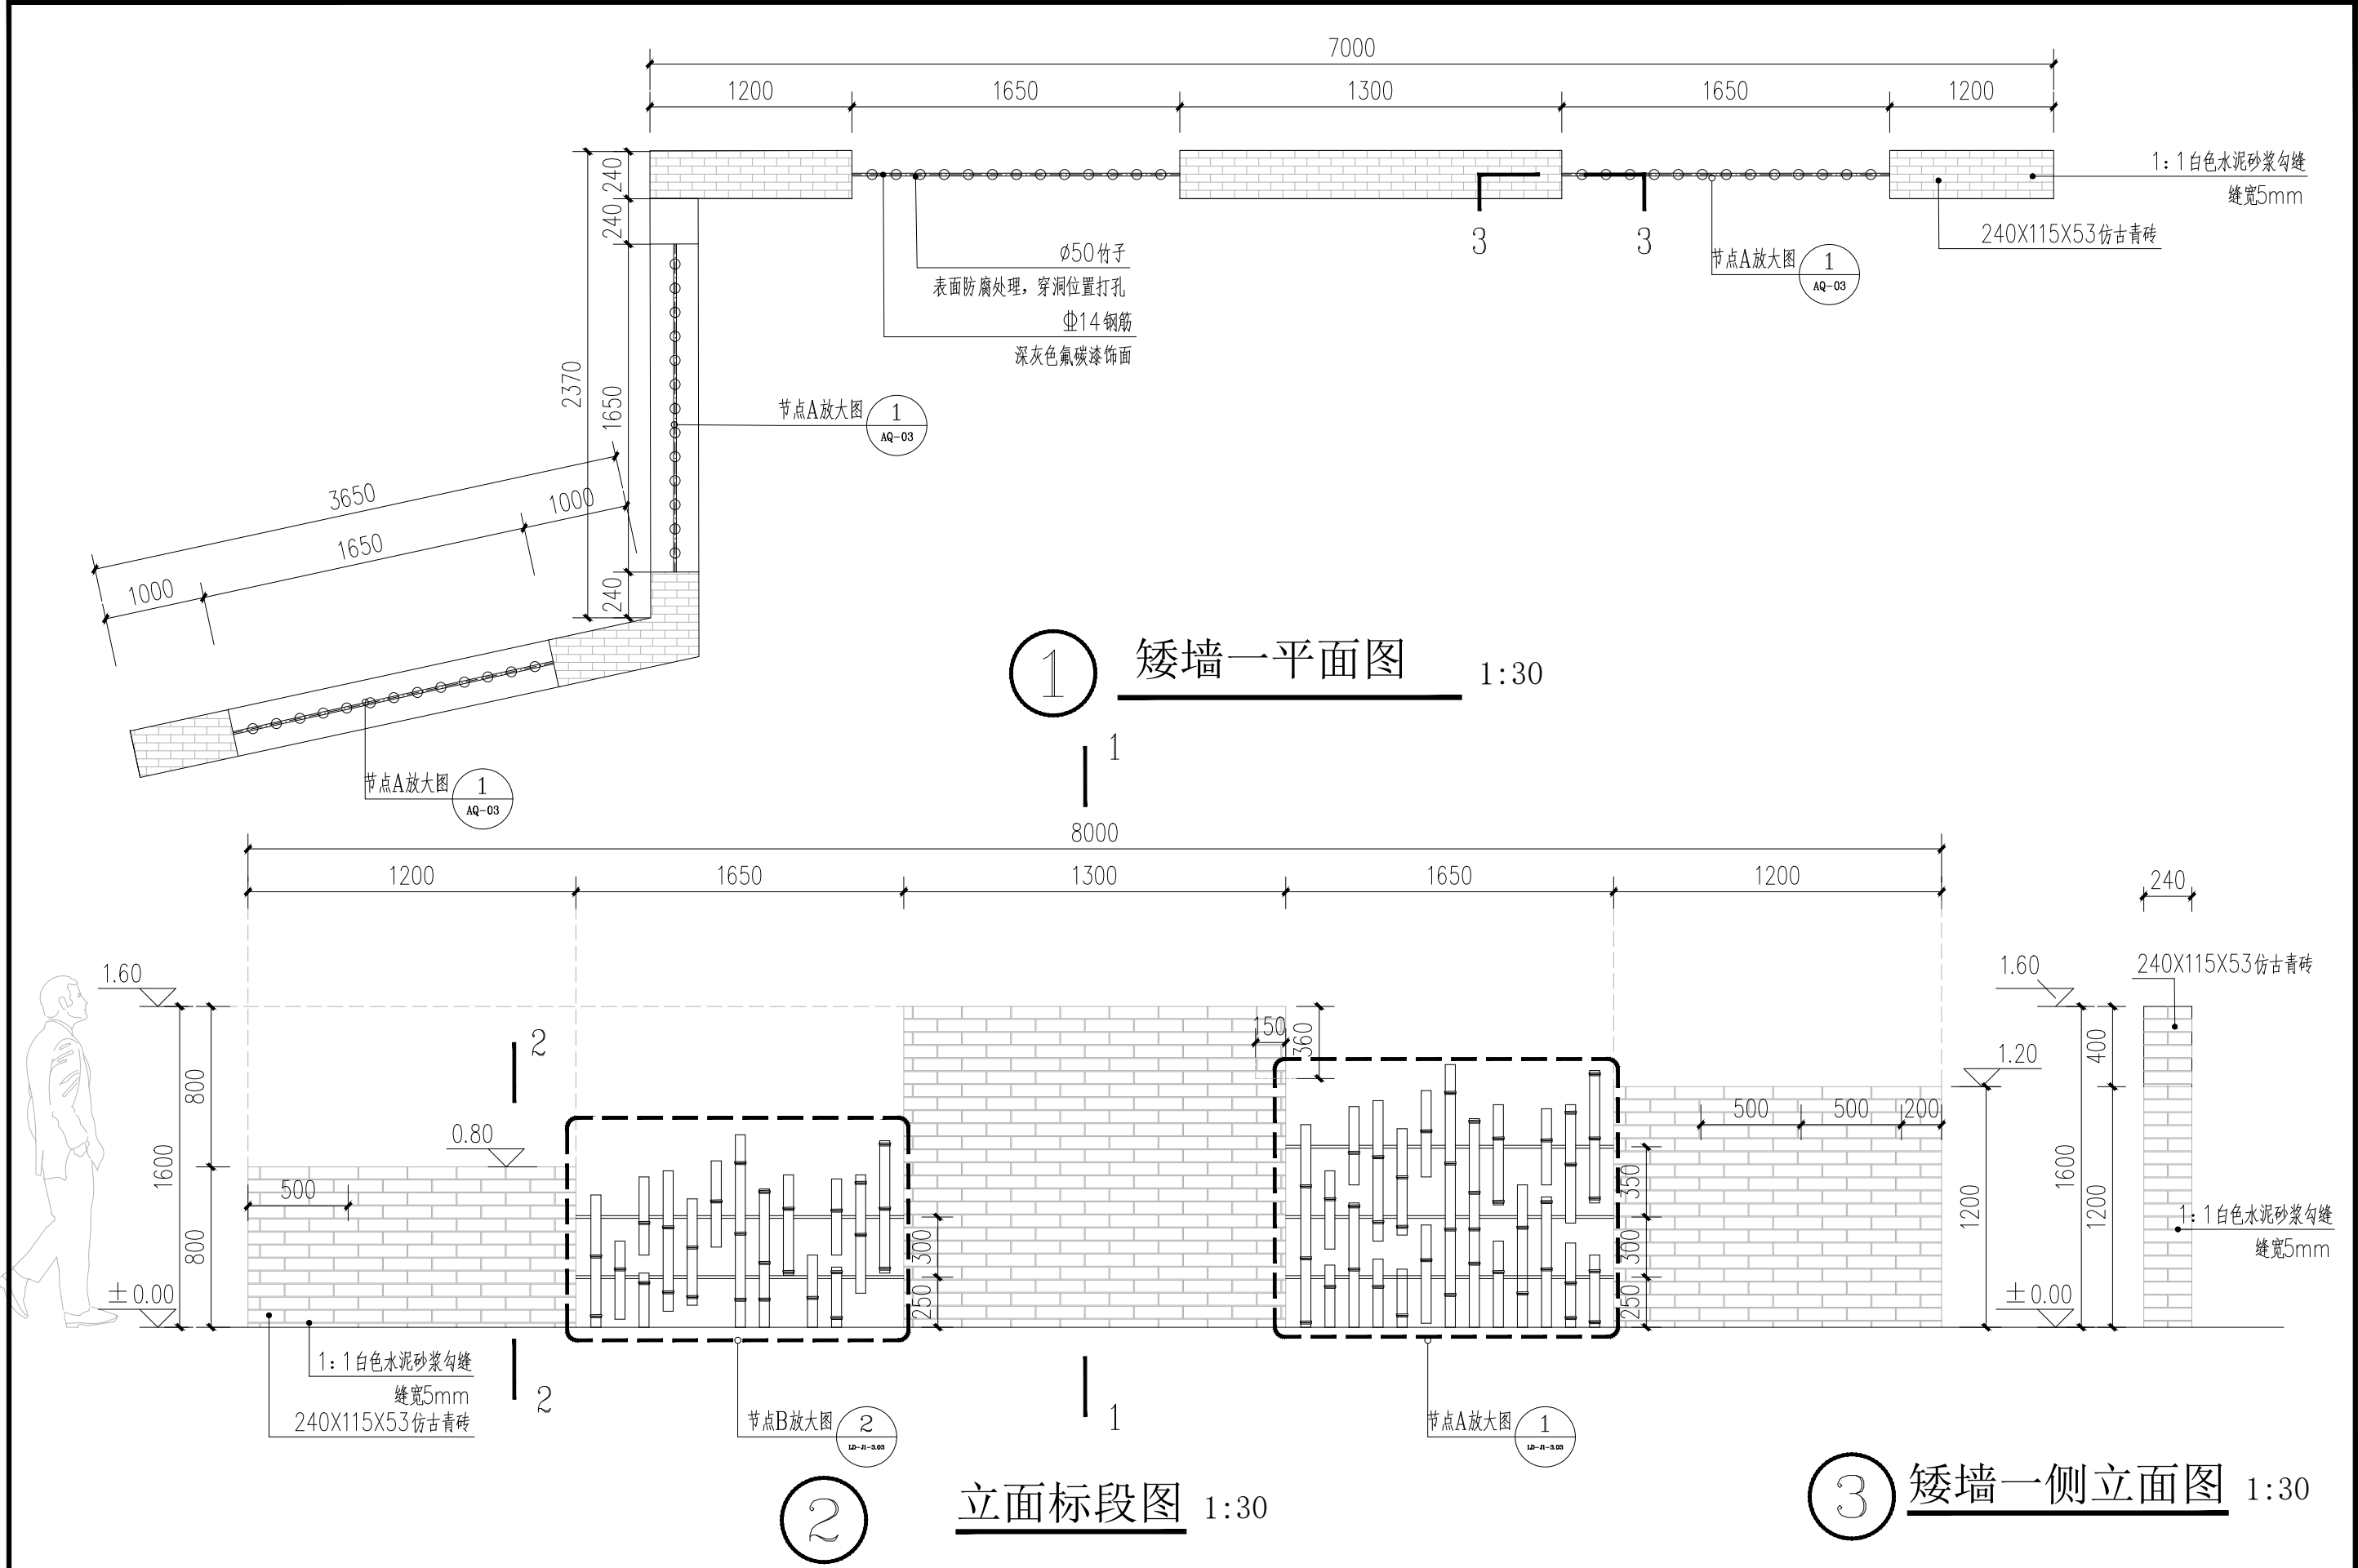 7000
1200 1650 1300 1650 1200
240
240
1650
240
2370
1:1白色水泥砂浆勾缝
缝宽5mm
240X115X53仿古青砖
3 3
节点A放大图 1
AQ-03
ø50竹子
表面防腐处理，穿洞位置打孔
Φ14钢筋
深灰色氟碳漆饰面
节点A放大图 1
AQ-03
3650
1000 1650 1000
节点A放大图 1
AQ-03
1 矮墙一平面图 1:30
1
8000
1200 1650 1300 1650 1200
240
1.60
1600
800
800
±0.00
2
0.80
500
300
250
150
360
350
300
250
500 500 200
1.20
1200
1.60
1600
400
1200
±0.00
240X115X53仿古青砖
1:1白色水泥砂浆勾缝
缝宽5mm
1:1白色水泥砂浆勾缝
缝宽5mm
240X115X53仿古青砖
2
节点B放大图 2
LD-J1-3.03
1
节点A放大图 1
LD-J1-3.03
2 立面标段图 1:30
3 矮墙一侧立面图 1:30